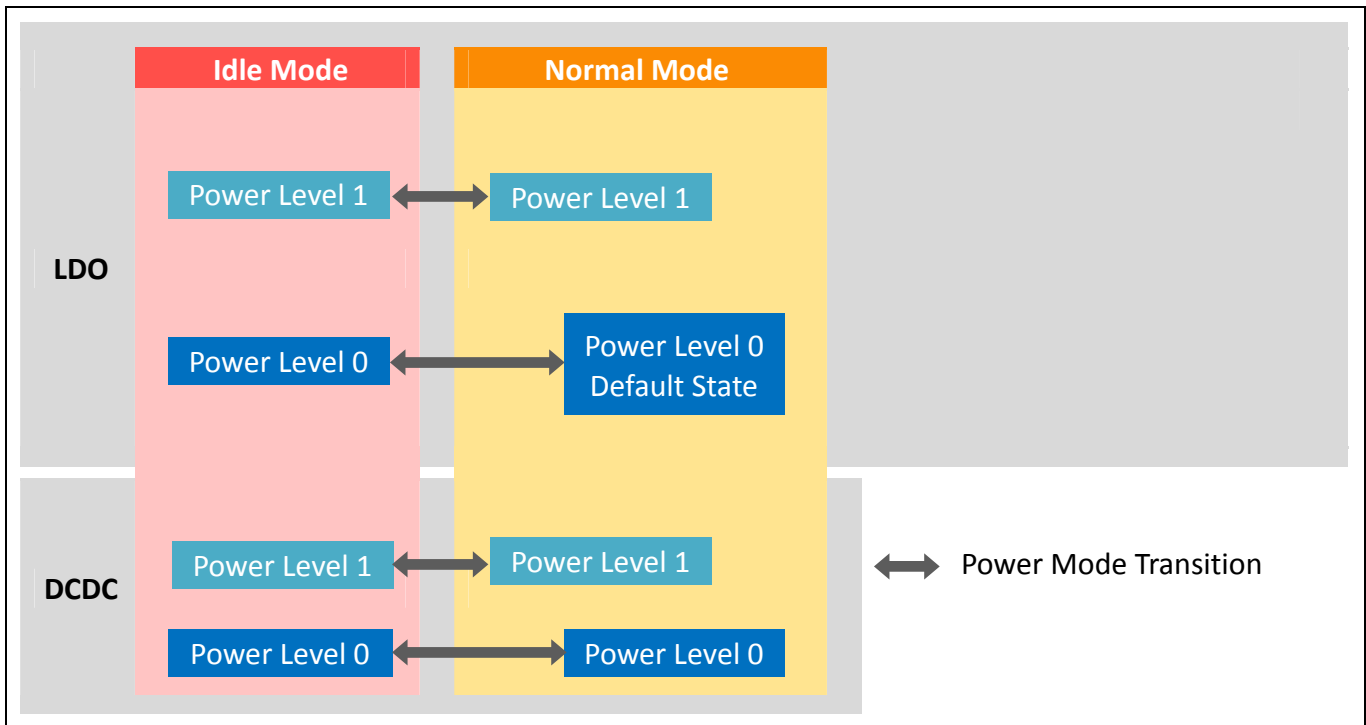 Idle Mode
Normal Mode
LDO
Power Level 1
Power Level 1
Power Level 0
Power Level 0
Default State
DCDC
Power Level 1
Power Level 1
Power Level 0
Power Level 0
Power Mode Transition